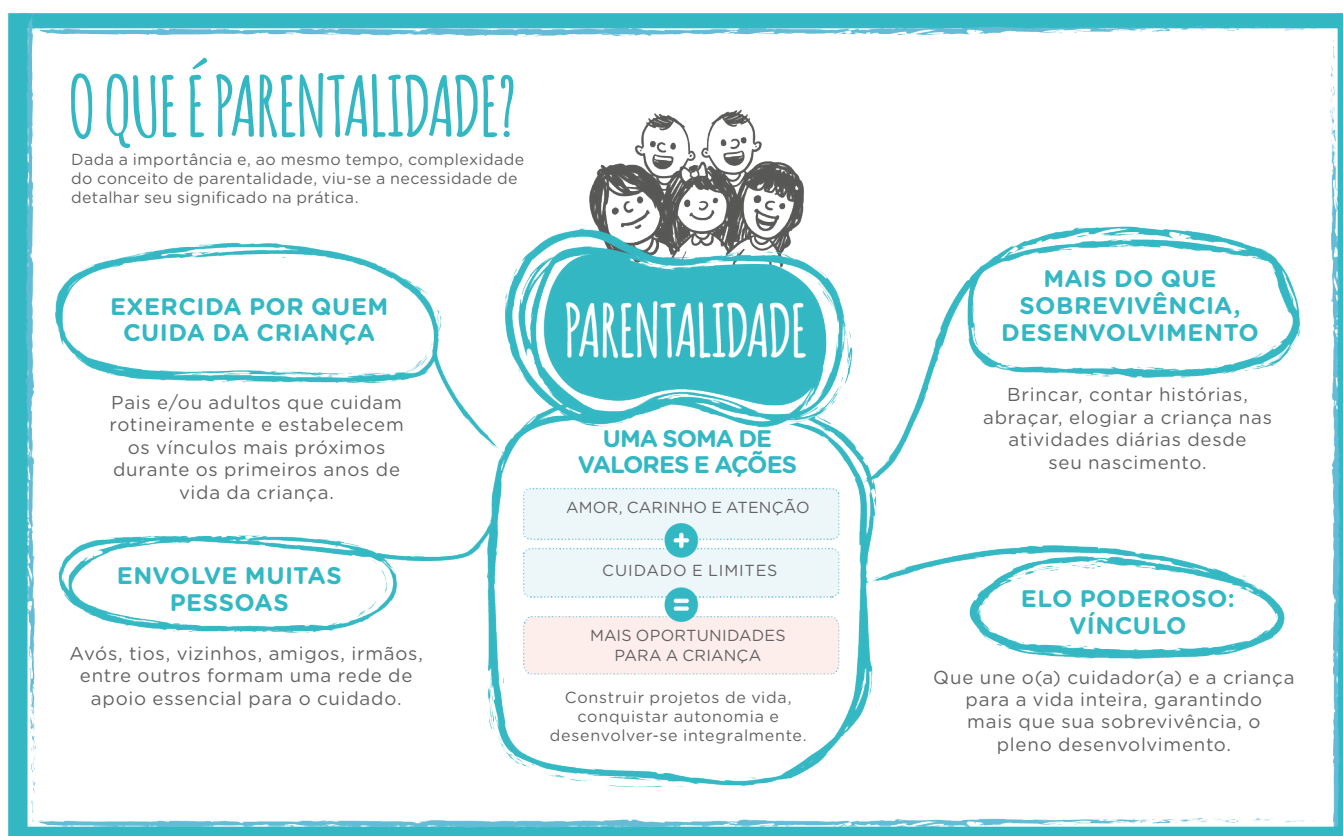 O QUE É PARENTALIDADE?
Dada a importância e, ao mesmo tempo, complexidade
do conceito de parentalidade, viu-se a necessidade de
detalhar seu significado na prática.
EXERCIDA POR QUEM
CUIDA DA CRIANÇA
Pais e/ou adultos que cuidam
rotineiramente e estabelecem
os vínculos mais próximos
durante os primeiros anos de
vida da criança.
ENVOLVE MUITAS
PESSOAS
Avós, tios, vizinhos, amigos, irmãos,
entre outros formam uma rede de
apoio essencial para o cuidado.
PARENTALIDADE
UMA SOMA DE
VALORES E AÇÕES
AMOR, CARINHO E ATENÇÃO
+
CUIDADO E LIMITES
=
MAIS OPORTUNIDADES
PARA A CRIANÇA
Construir projetos de vida,
conquistar autonomia e
desenvolver-se integralmente.
MAIS DO QUE
SOBREVIVÊNCIA,
DESENVOLVIMENTO
Brincar, contar histórias,
abraçar, elogiar a criança nas
atividades diárias desde
seu nascimento.
ELO PODEROSO:
VÍNCULO
Que une o(a) cuidador(a) e a criança
para a vida inteira, garantindo
mais que sua sobrevivência, o
pleno desenvolvimento.